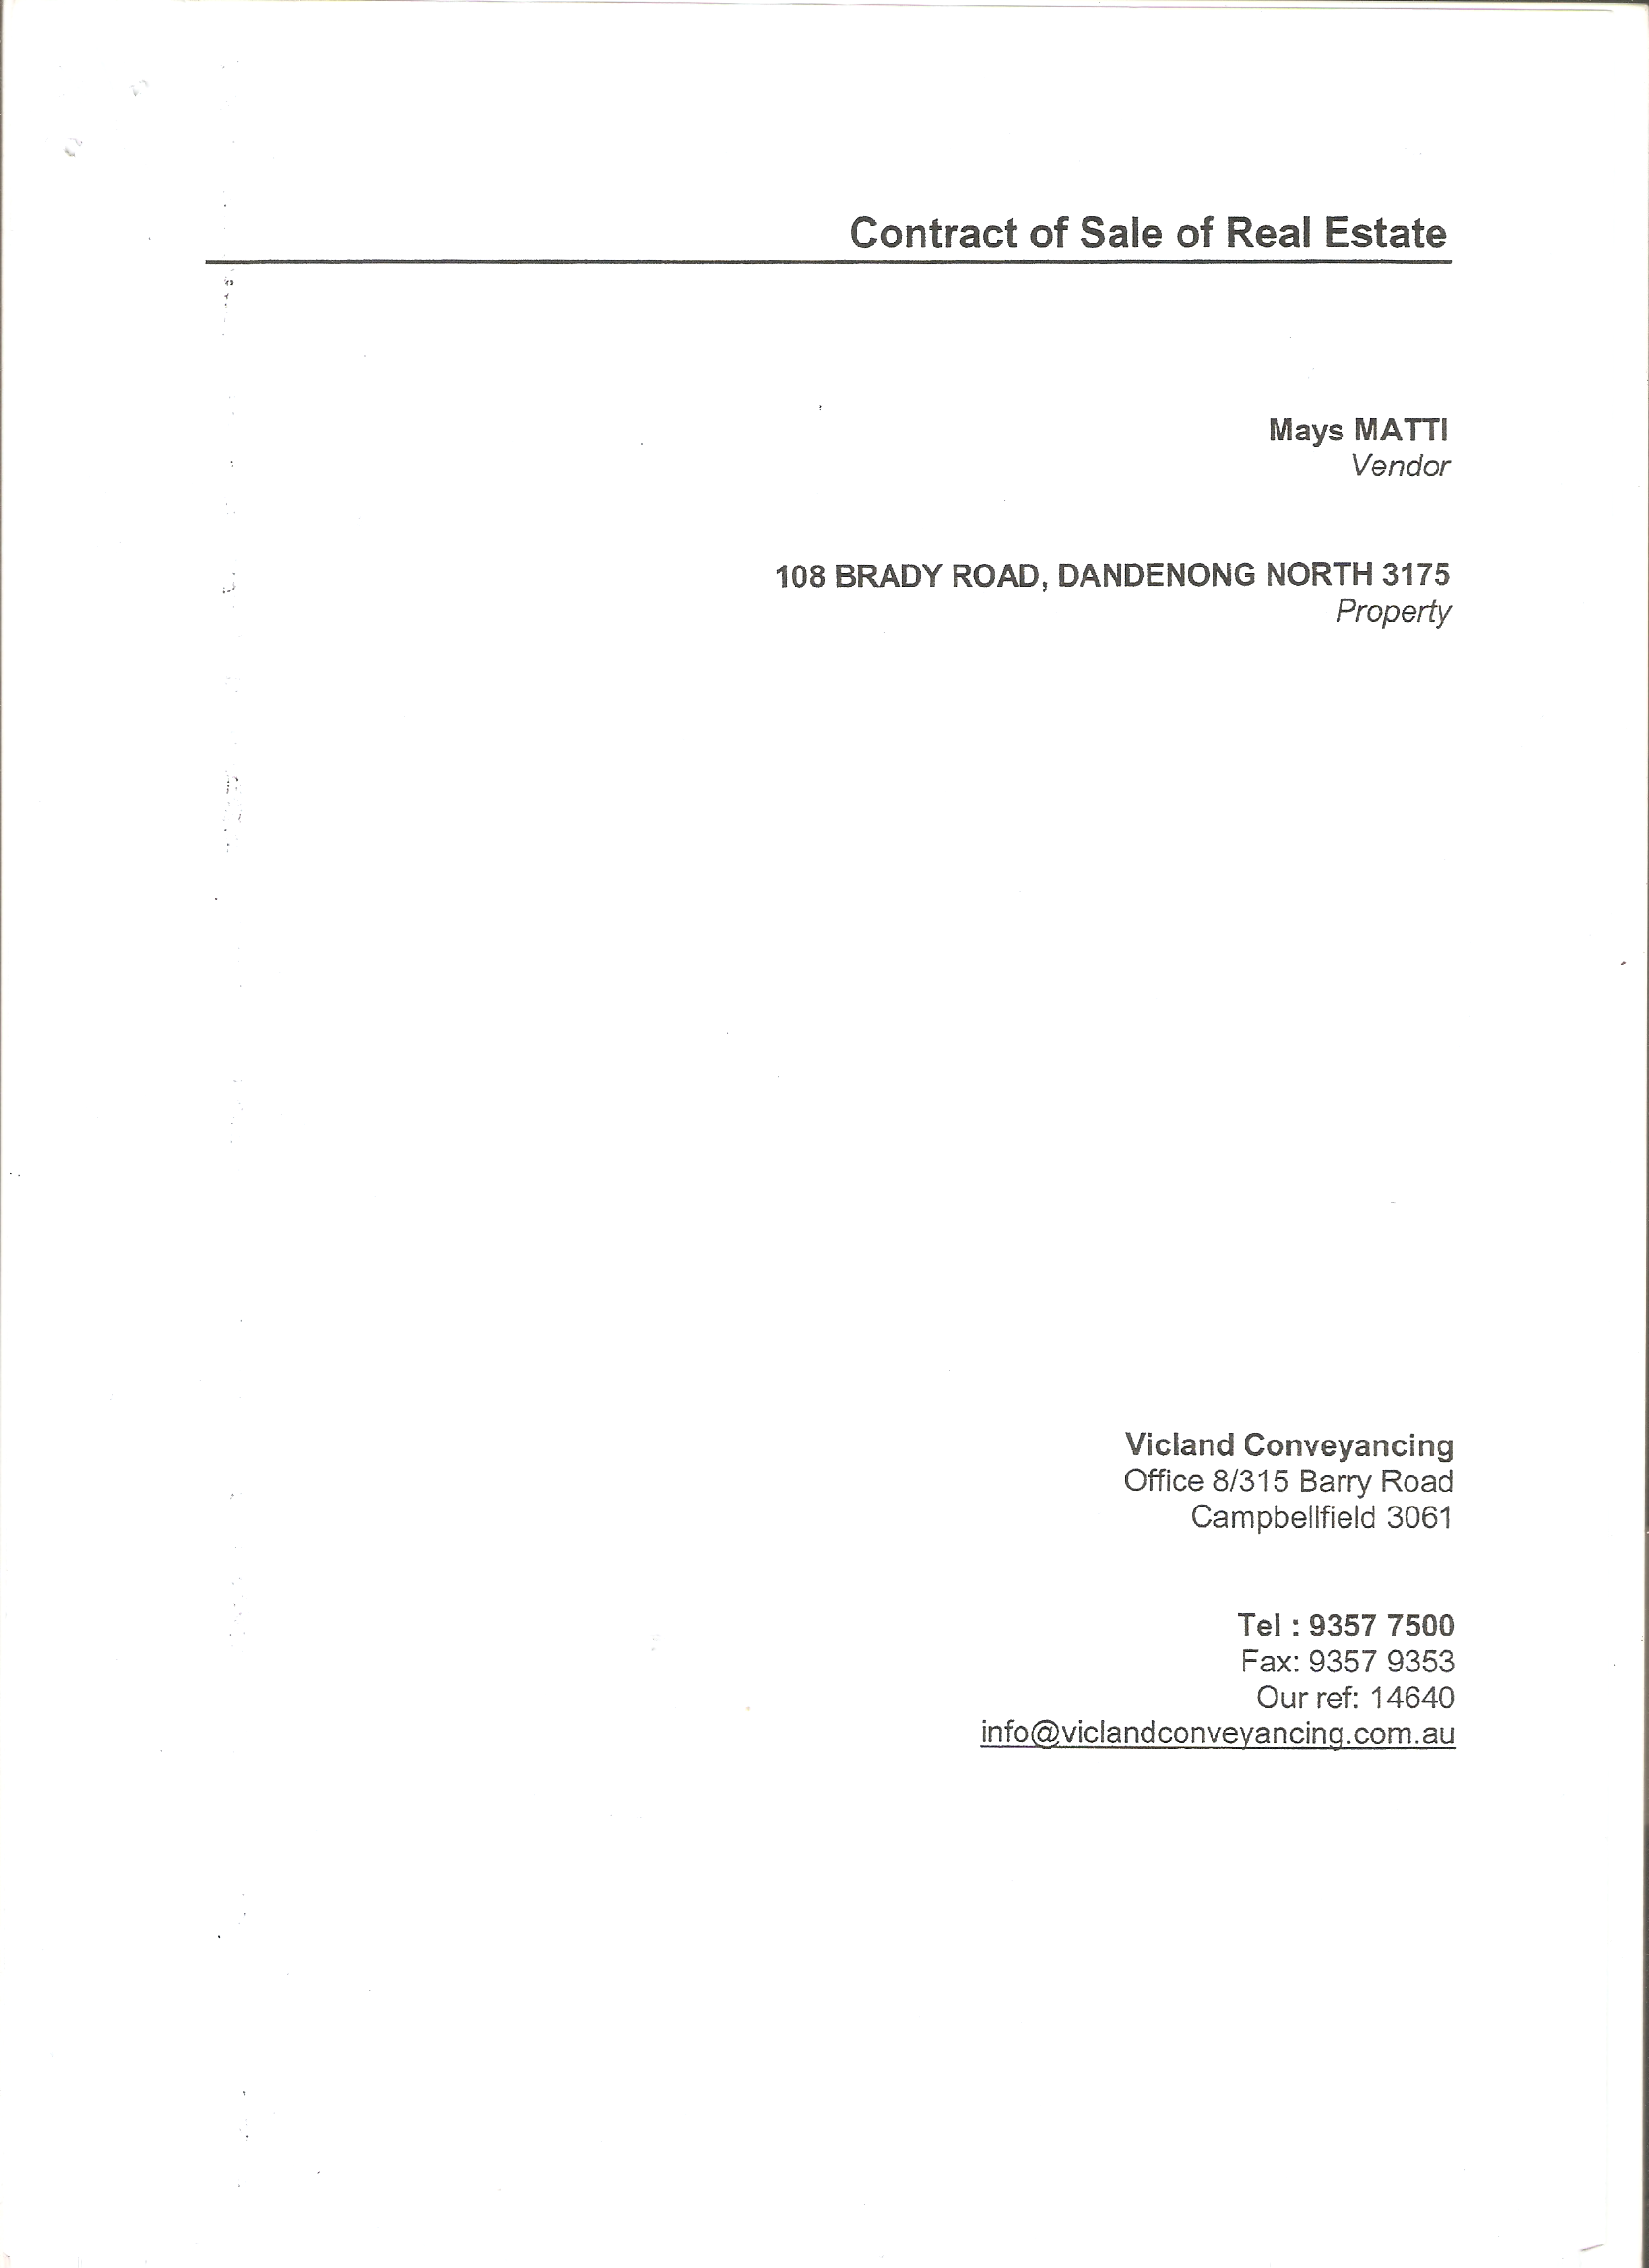 Contract of Sale of Real Estate
Mays MATTI
Vendor
108 BRADY ROAD, DANDENONG NORTH 3175
Property
Vicland Conveyancing
Office 8/315 Barry Road
Campbellfield 3061
Tel : 9357 7500
Fax: 9357 9353
Our ref: 14640
info@viclandconveyancing.com.au